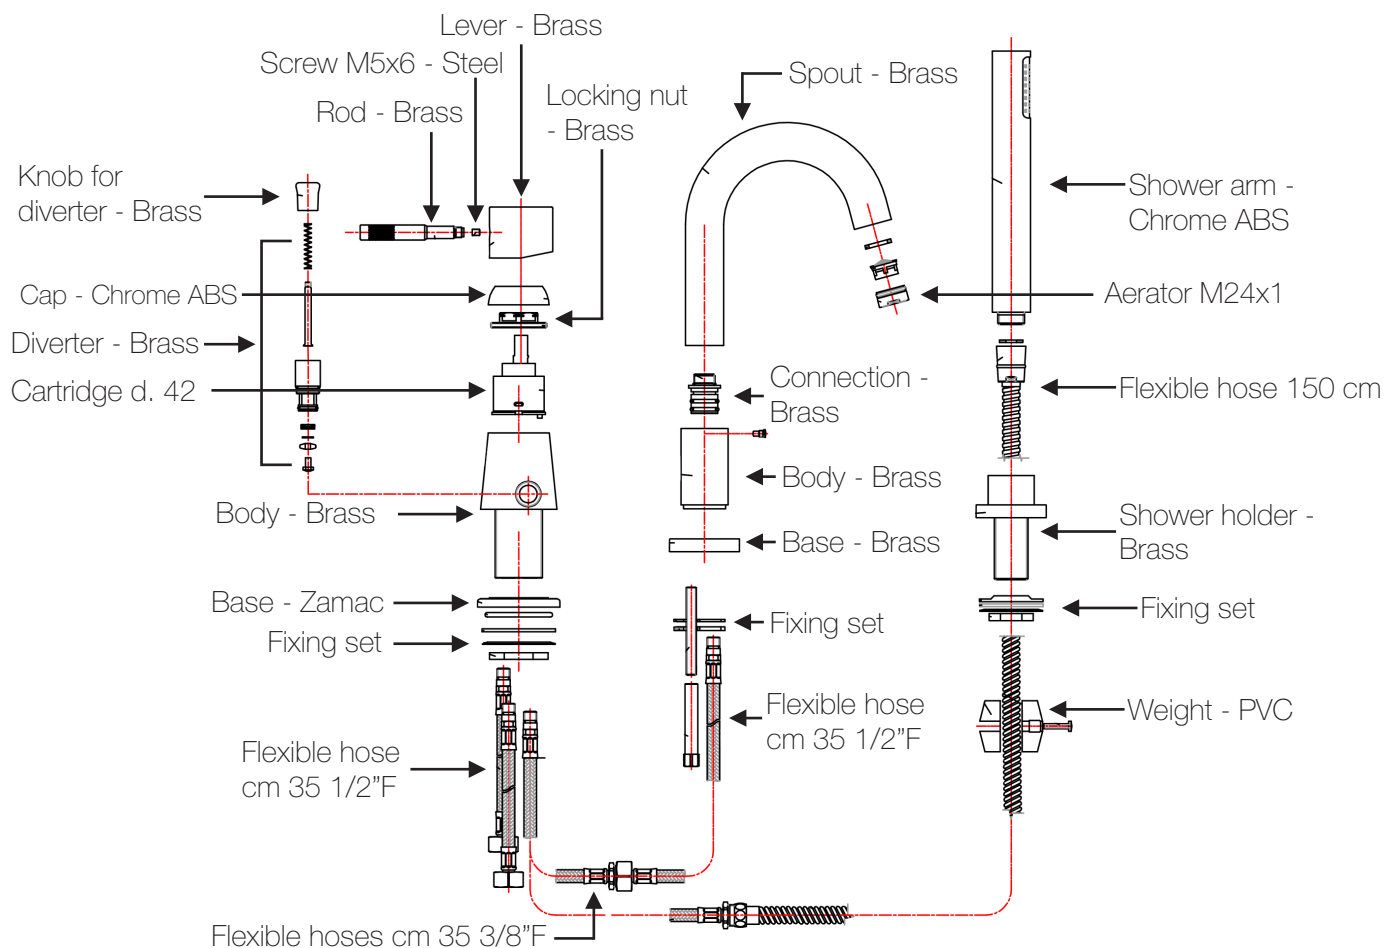 Lever - Brass
Screw M5x6 - Steel
Rod - Brass
Locking nut
- Brass
Knob for
diverter - Brass
Cap - Chrome ABS
Diverter - Brass
Cartridge d. 42
Body - Brass
Base - Zamac
Fixing set
Flexible hose
cm 35 1/2”F
Flexible hoses cm 35 3/8”F
Spout - Brass
Aerator M24x1
Connection -
Brass
Body - Brass
Base - Brass
Fixing set
Flexible hose
cm 35 1/2”F
Shower arm -
Chrome ABS
Flexible hose 150 cm
Shower holder -
Brass
Fixing set
Weight - PVC